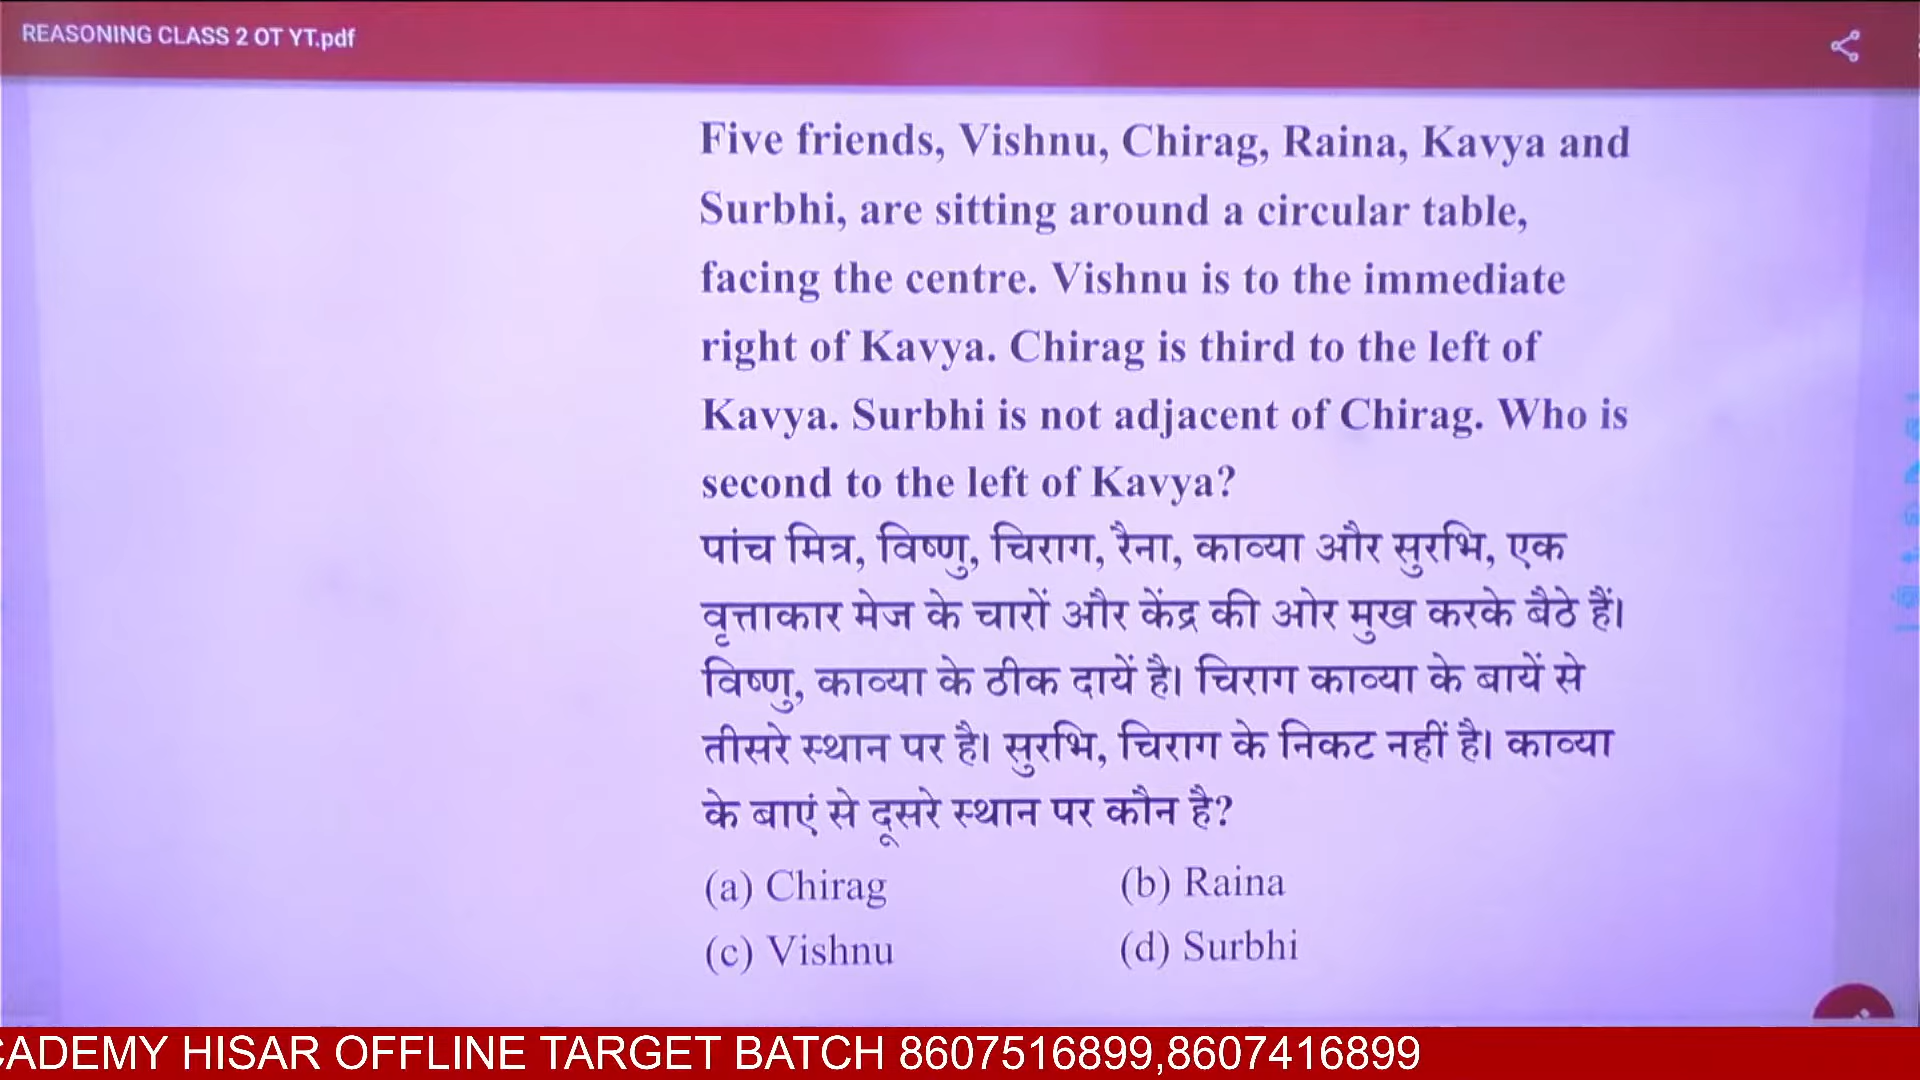 REASONING CLASS 2 OT YT.pdf
Five friends, Vishnu, Chirag, Raina, Kavya and
Surbhi, are sitting around a circular table,
facing the centre. Vishnu is to the immediate
right of Kavya. Chirag is third to the left of
Kavya. Surbhi is not adjacent of Chirag. Who is
second to the left of Kavya?
पांच मित्र, विष्णु, चिराग, रैना, काव्या और सुरभि, एक
वृत्ताकार मेज के चारों और केंद्र की ओर मुख करके बैठे हैं।
विष्णु, काव्या के ठीक दायें है। चिराग काव्या के बायें से
तीसरे स्थान पर है। सुरभि, चिराग के निकट नहीं है। काव्या
के बाएं से दूसरे स्थान पर कौन है?
(a) Chirag (b) Raina
(c) Vishnu (d) Surbhi
CADEMY HISAR OFFLINE TARGET BATCH 8607516899,8607416899